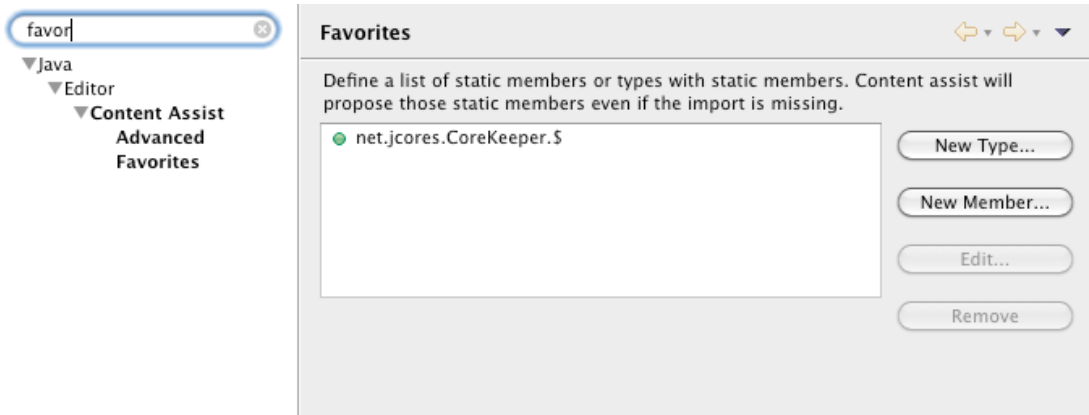 favor
Java
Editor
Content Assist
Advanced
Favorites
Favorites
Define a list of static members or types with static members. Content assist will
propose those static members even if the import is missing.
net.jcores.CoreKeeper.$
New Type...
New Member...
Edit...
Remove